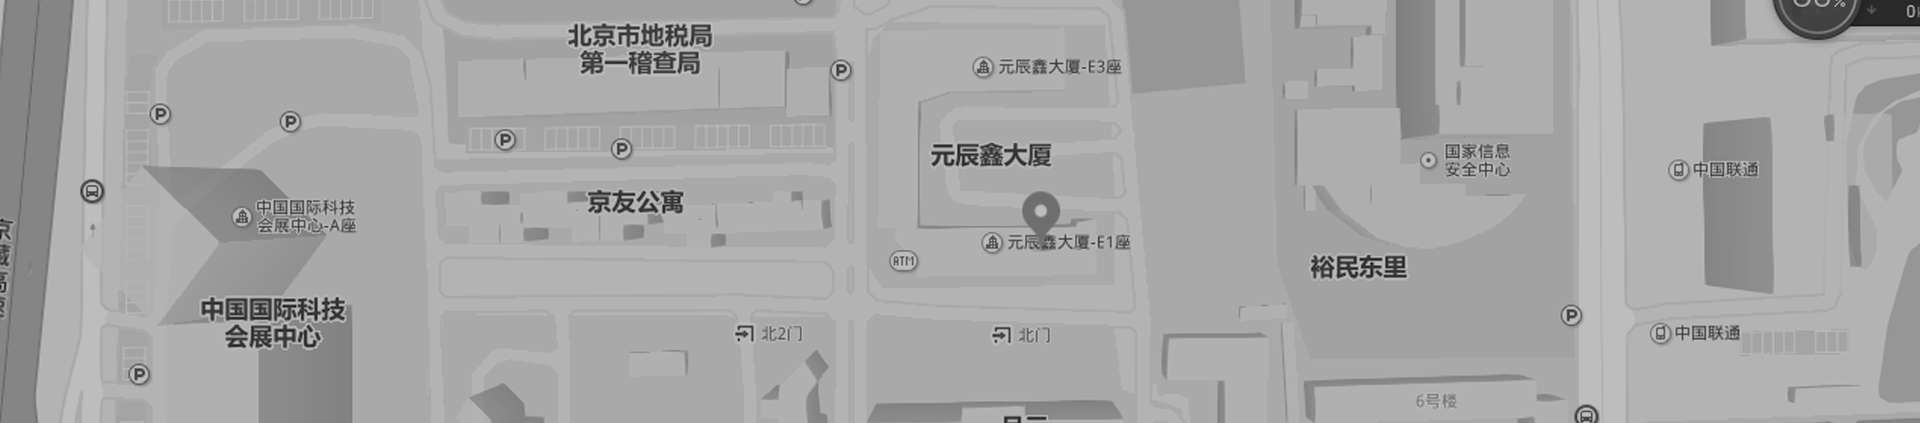 北京市地税局
第一稽查局
P
元辰鑫大厦-E3座
P
P
P
P
元辰鑫大厦
国家信息
安全中心
中国联通
京友公寓
中国国际科技
会展中心-A座
元辰鑫大厦-E1座
ATM
裕民东里
中国国际科技
会展中心
P
北2门
北门
中国联通
P
6号楼